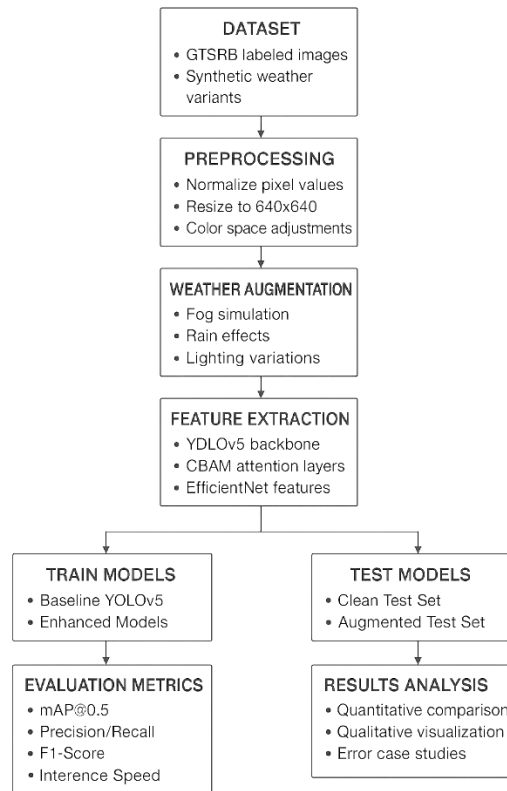 DATASET
• GTSRB labeled images
• Synthetic weather
variants
PREPROCESSING
• Normalize pixel values
• Resize to 640x640
• Color space adjustments
WEATHER AUGMENTATION
• Fog simulation
• Rain effects
• Lighting variations
FEATURE EXTRACTION
• YDLOv5 backbone
• CBAM attention layers
• EfficientNet features
TRAIN MODELS
• Baseline YOLOv5
• Enhanced Models
TEST MODELS
• Clean Test Set
• Augmented Test Set
EVALUATION METRICS
• mAP@0.5
• Precision/Recall
• F1-Score
• Interence Speed
RESULTS ANALYSIS
• Quantitative comparison
• Qualitative visualization
• Error case studies